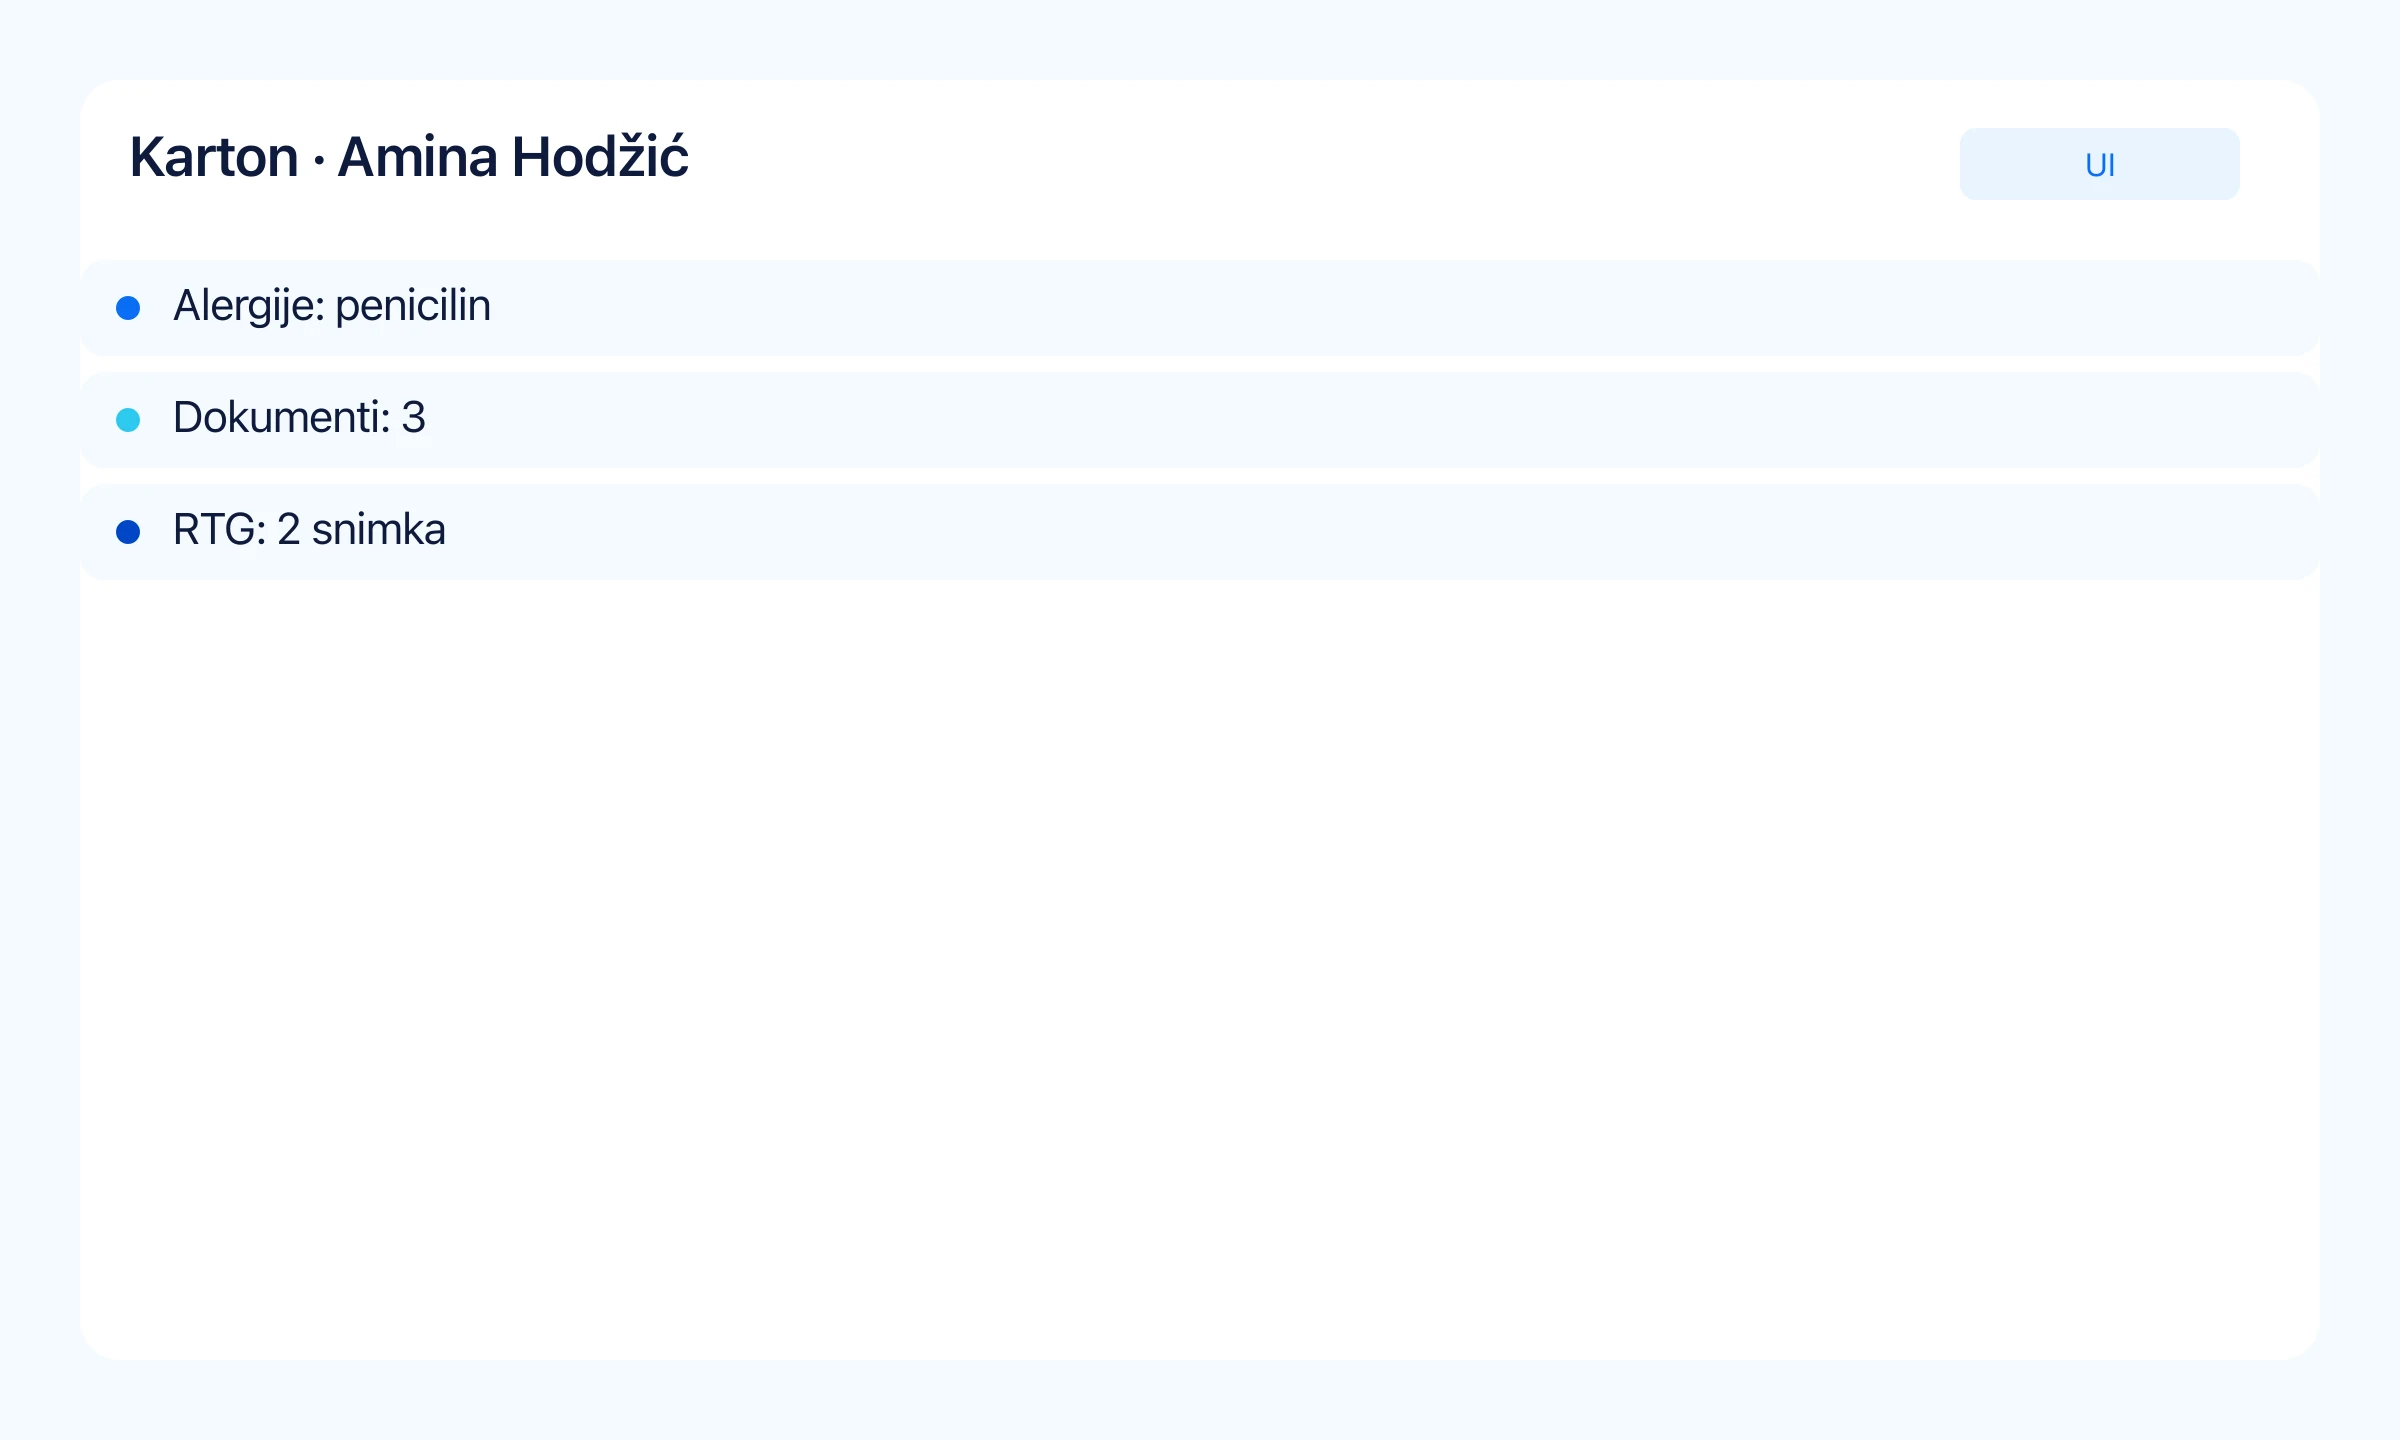 Karton · Amina Hodžić
UI
Alergije: penicilin
Dokumenti: 3
RTG: 2 snimka